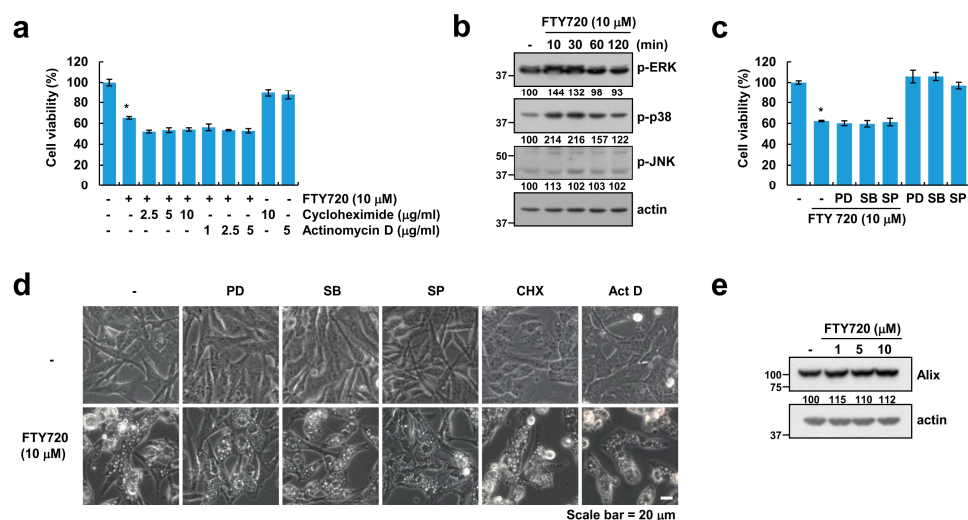 a
Cell viability (%)
120
100
80
60
40
20
0
*
- + + + + + + + - - FTY720 (10 μM)
- - 2.5 5 10 - - - 10 - Cycloheximide (μg/ml)
- - - - - 1 2.5 5 - 5 Actinomycin D (μg/ml)
b
FTY720 (10 μM)
- 10 30 60 120 (min)
37 p-ERK
100 144 132 98 93
p-p38
100 214 216 157 122
50 p-JNK
37
100 113 102 103 102
actin
37
c
Cell viability (%)
120
100
80
60
40
20
0
*
- - PD SB SP PD SB SP
FTY 720 (10 μM)
d
- PD SB SP CHX Act D
-
FTY720
(10 μM)
Scale bar = 20 μm
e
FTY720 (μM)
- 1 5 10
100 Alix
75
100 115 110 112
actin
37